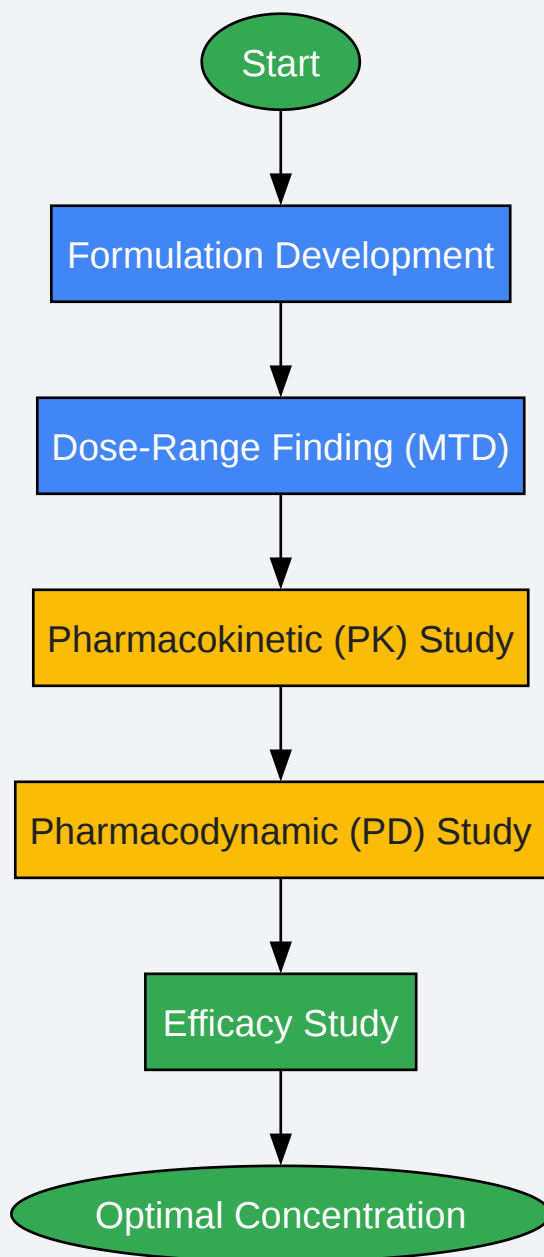 Start
Formulation Development
Dose-Range Finding (MTD)
Pharmacokinetic (PK) Study
Pharmacodynamic (PD) Study
Efficacy Study
Optimal Concentration